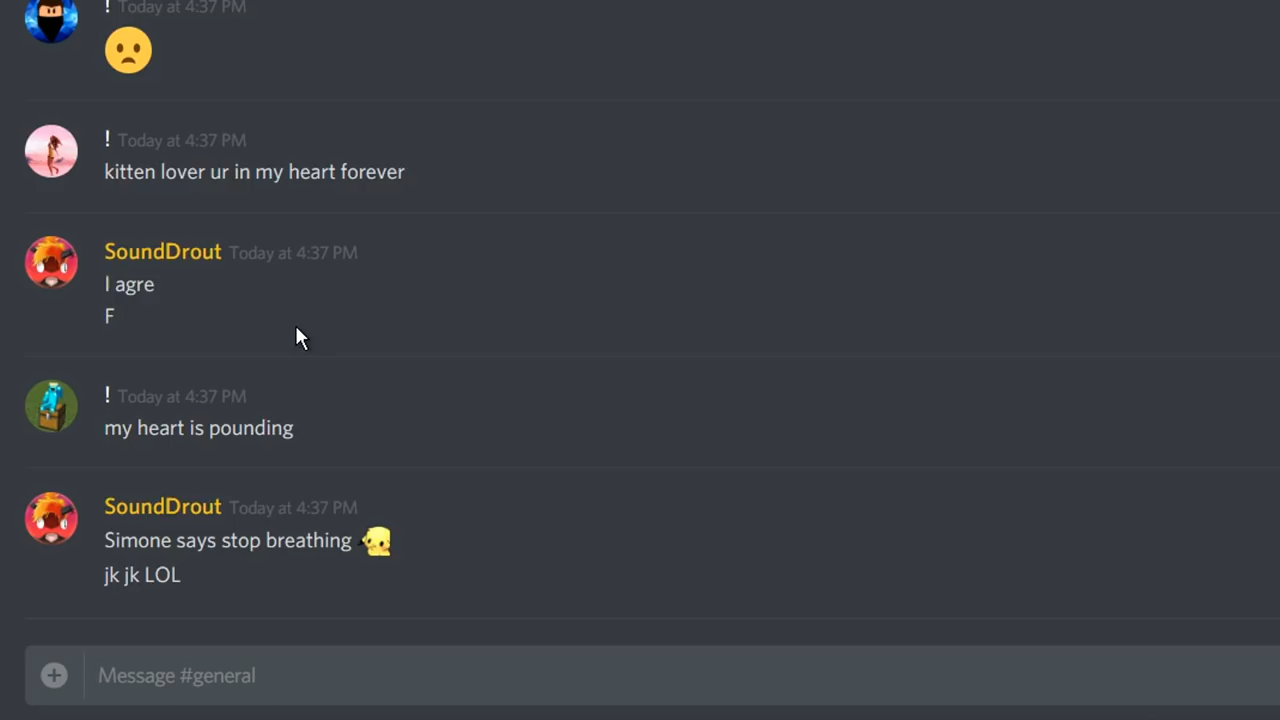 ! Today at 4:37 PM
! Today at 4:37 PM
kitten lover ur in my heart forever
SoundDrout Today at 4:37 PM
I agre
F
! Today at 4:37 PM
my heart is pounding
SoundDrout Today at 4:37 PM
Simone says stop breathing
jk jk LOL
Message #general